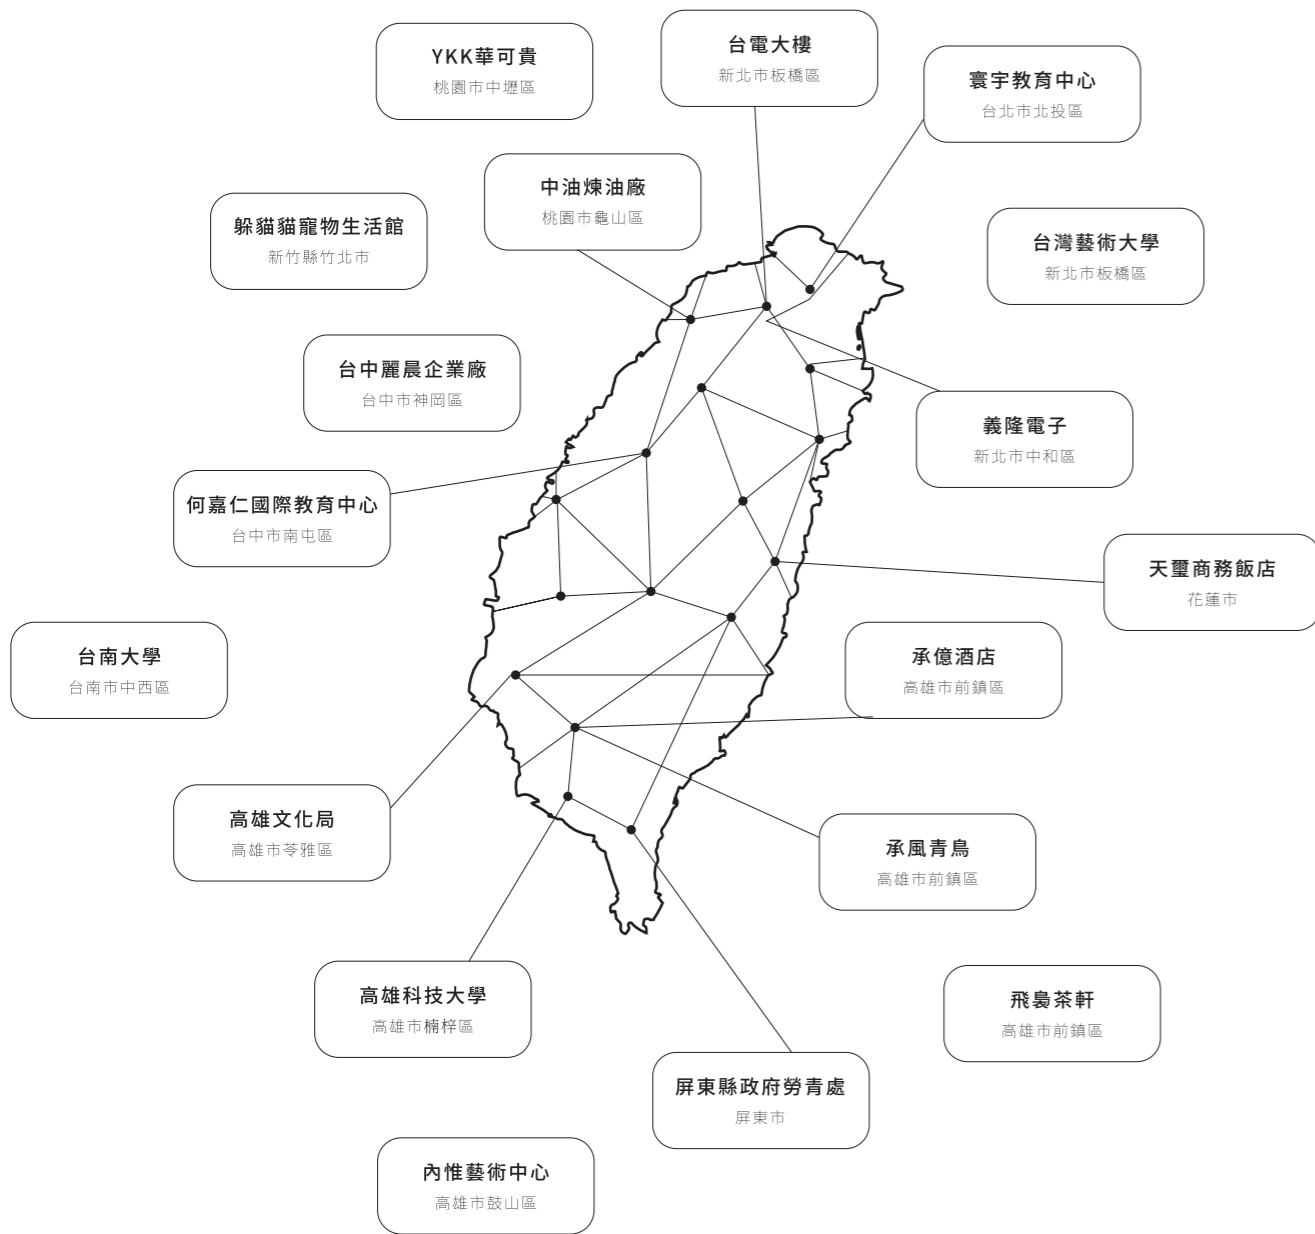 YKK華可貴
桃園市中壢區
台電大樓
新北市板橋區
寰宇教育中心
台北市北投區
中油煉油廠
桃園市龜山區
躲貓貓寵物生活館
新竹縣竹北市
台灣藝術大學
新北市板橋區
台中麗晨企業廠
台中市神岡區
義隆電子
新北市中和區
何嘉仁國際教育中心
台中市南屯區
天璽商務飯店
花蓮市
台南大學
台南市中西區
承億酒店
高雄市前鎮區
高雄文化局
高雄市苓雅區
承風青鳥
高雄市前鎮區
高雄科技大學
高雄市楠梓區
飛裊茶軒
高雄市前鎮區
屏東縣政府勞青處
屏東市
內惟藝術中心
高雄市鼓山區